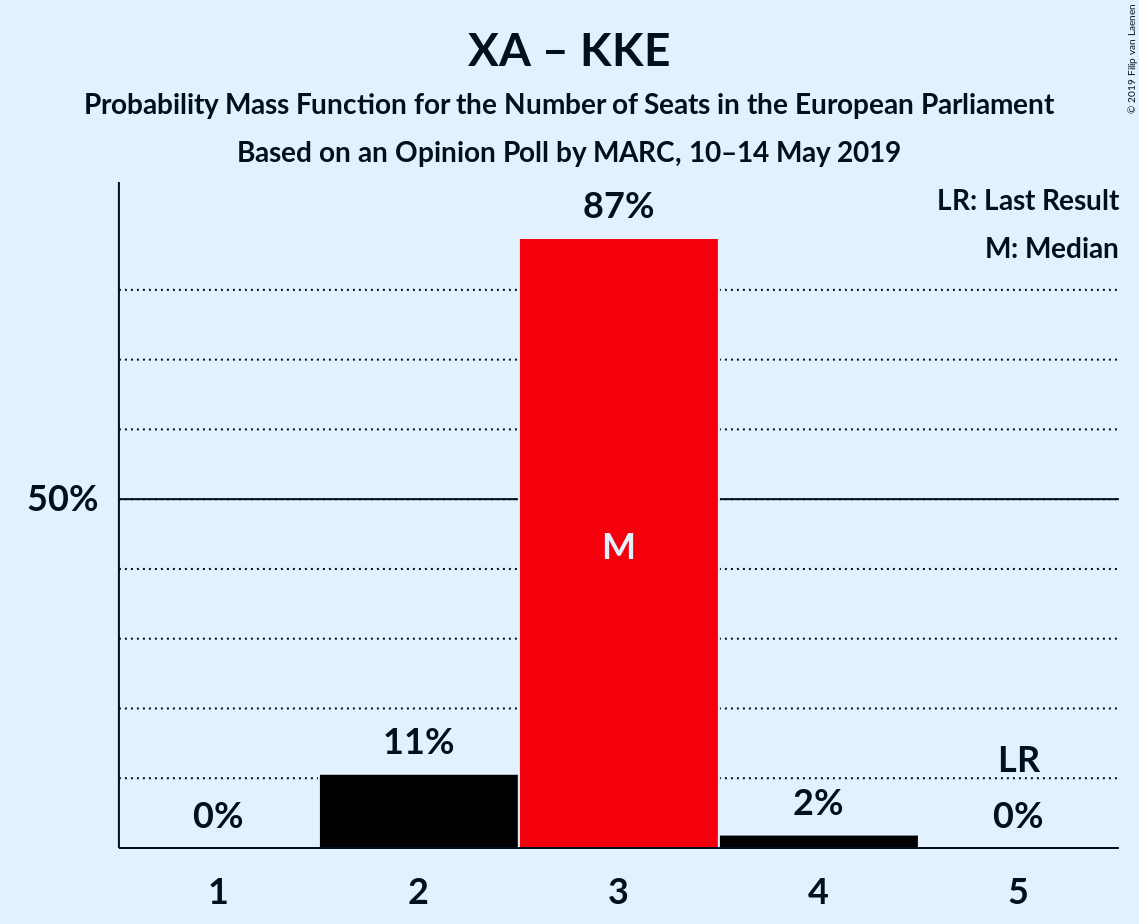 XA – KKE
Probability Mass Function for the Number of Seats in the European Parliament
Based on an Opinion Poll by MARC, 10–14 May 2019
© 2019 Filip van Laenen
LR: Last Result
M: Median
87%
50%
M
11%
LR
0%
2%
0%
1 2 3 4 5